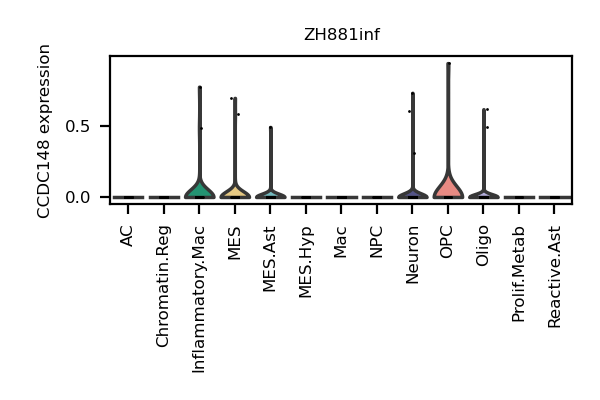 ZH881inf
CCDC148 expression
0.5
0.0
AC
Chromatin.Reg
Inflammatory.Mac
MES
MES.Ast
MES.Hyp
Mac
NPC
Neuron
OPC
Oligo
Prolif.Metab
Reactive.Ast